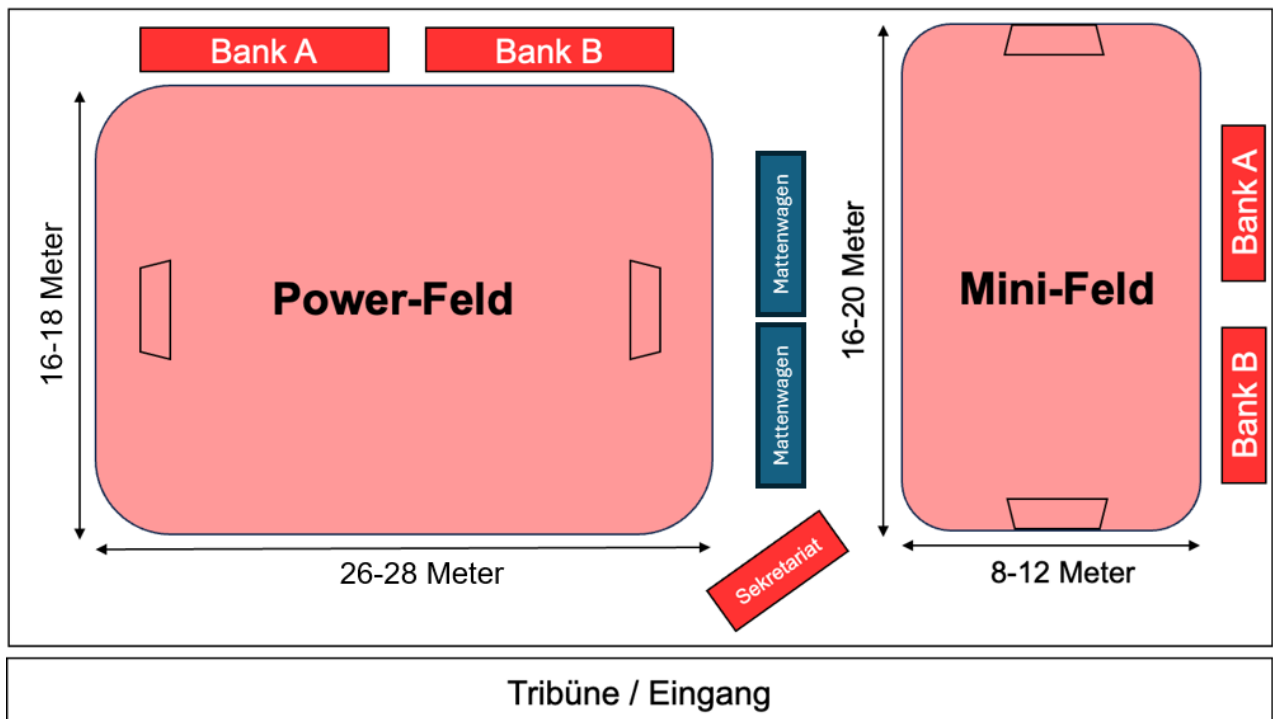 Bank A
Bank B
16-18 Meter
Power-Feld
26-28 Meter
Mattenwagen
Mattenwagen
Sekretariat
16-20 Meter
Mini-Feld
8-12 Meter
Bank A
Bank B
Tribüne / Eingang